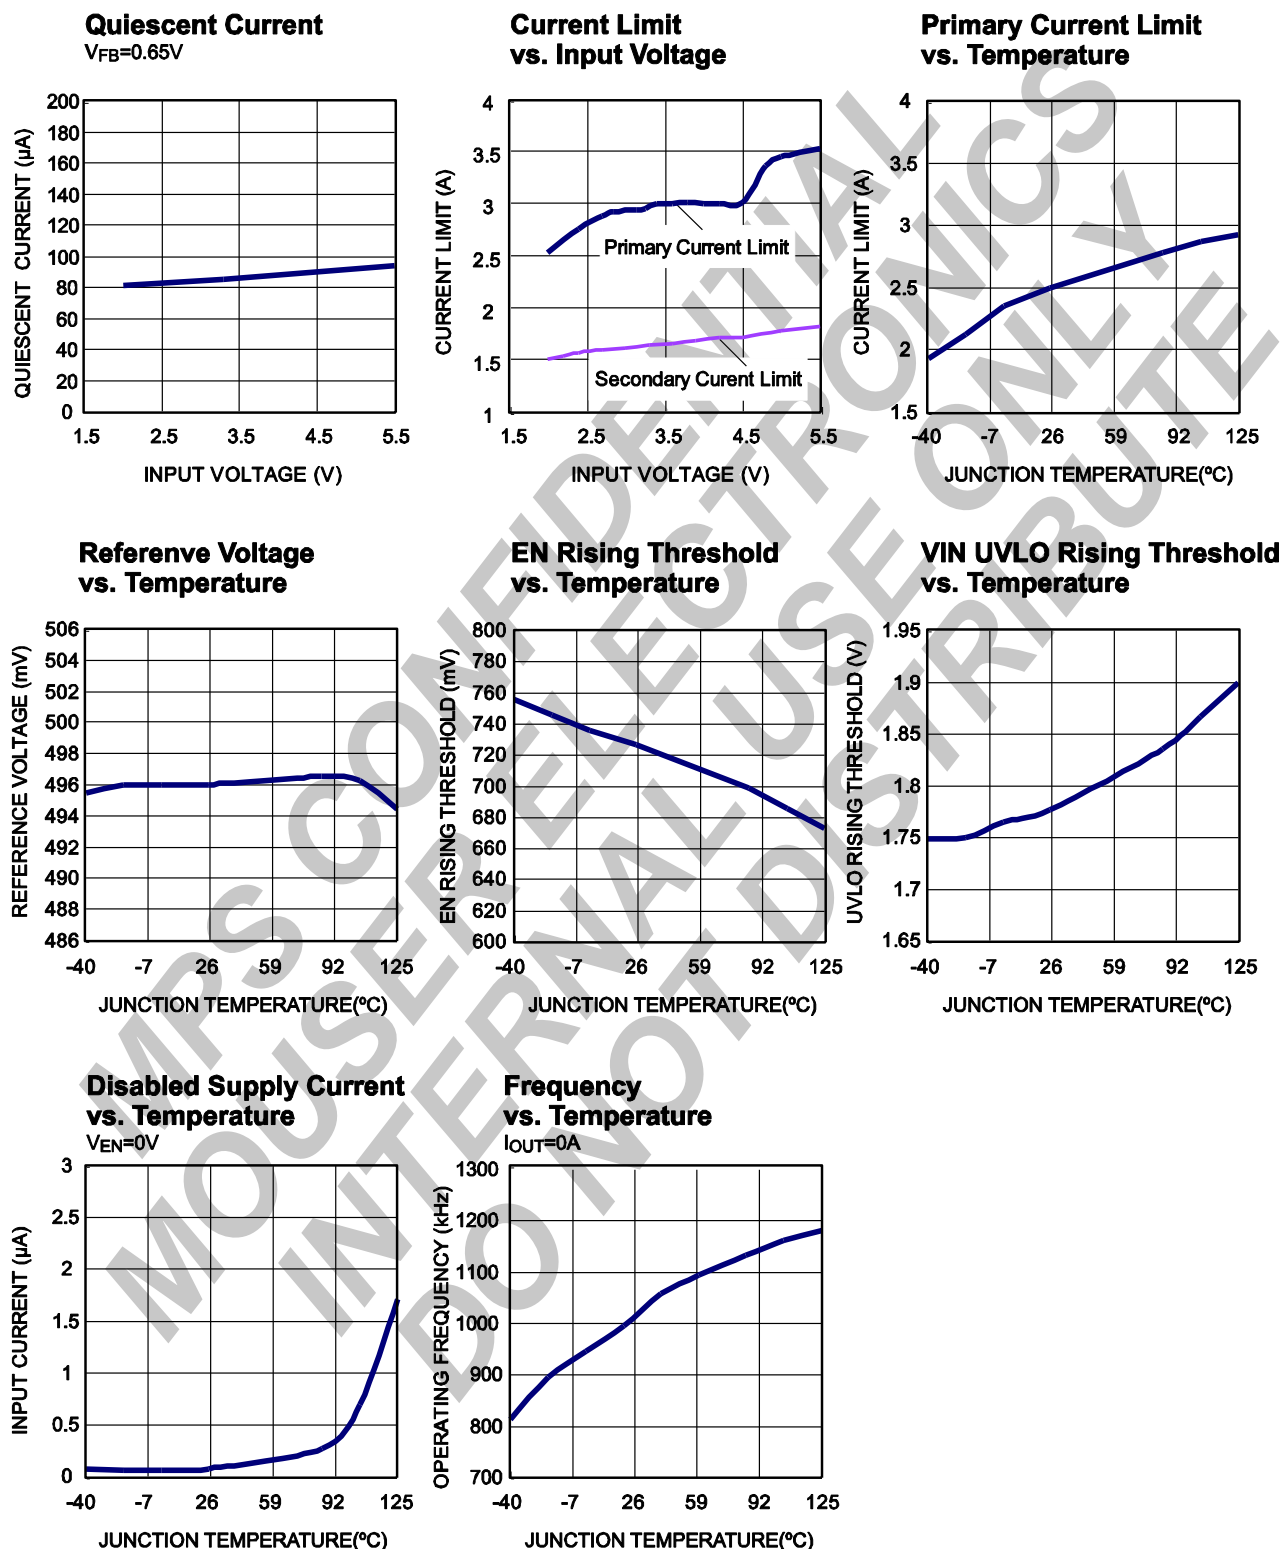 Quiescent Current
VFB=0.65V
QUIESCENT CURRENT (µA)
200
180
160
140
120
100
80
60
40
20
0
1.5 2.5 3.5 4.5 5.5
INPUT VOLTAGE (V)
Current Limit
vs. Input Voltage
CURRENT LIMIT (A)
4
3.5
3
2.5
2
1.5
1
Primary Current Limit
Secondary Curent Limit
1.5 2.5 3.5 4.5 5.5
INPUT VOLTAGE (V)
Primary Current Limit
vs. Temperature
CURRENT LIMIT (A)
4
3.5
3
2.5
2
1.5
-40 -7 26 59 92 125
JUNCTION TEMPERATURE(ºC)
Referenve Voltage
vs. Temperature
REFERENCE VOLTAGE (mV)
506
504
502
500
498
496
494
492
490
488
486
-40 -7 26 59 92 125
JUNCTION TEMPERATURE(ºC)
EN Rising Threshold
vs. Temperature
EN RISING THRESHOLD (mV)
800
780
760
740
720
700
680
660
640
620
600
-40 -7 26 59 92 125
JUNCTION TEMPERATURE(ºC)
VIN UVLO Rising Threshold
vs. Temperature
UVLO RISING THRESHOLD (V)
1.95
1.9
1.85
1.8
1.75
1.7
1.65
-40 -7 26 59 92 125
JUNCTION TEMPERATURE(ºC)
Disabled Supply Current
vs. Temperature
VEN=0V
INPUT CURRENT (µA)
3
2.5
2
1.5
1
0.5
0
-40 -7 26 59 92 125
JUNCTION TEMPERATURE(ºC)
Frequency
vs. Temperature
IOUT=0A
OPERATING FREQUENCY (kHz)
1300
1200
1100
1000
900
800
700
-40 -7 26 59 92 125
JUNCTION TEMPERATURE(ºC)
MPS CONFIDENTIAL
MOUSER ELECTRONICS
INTERNAL USE ONLY
DO NOT DISTRIBUTE